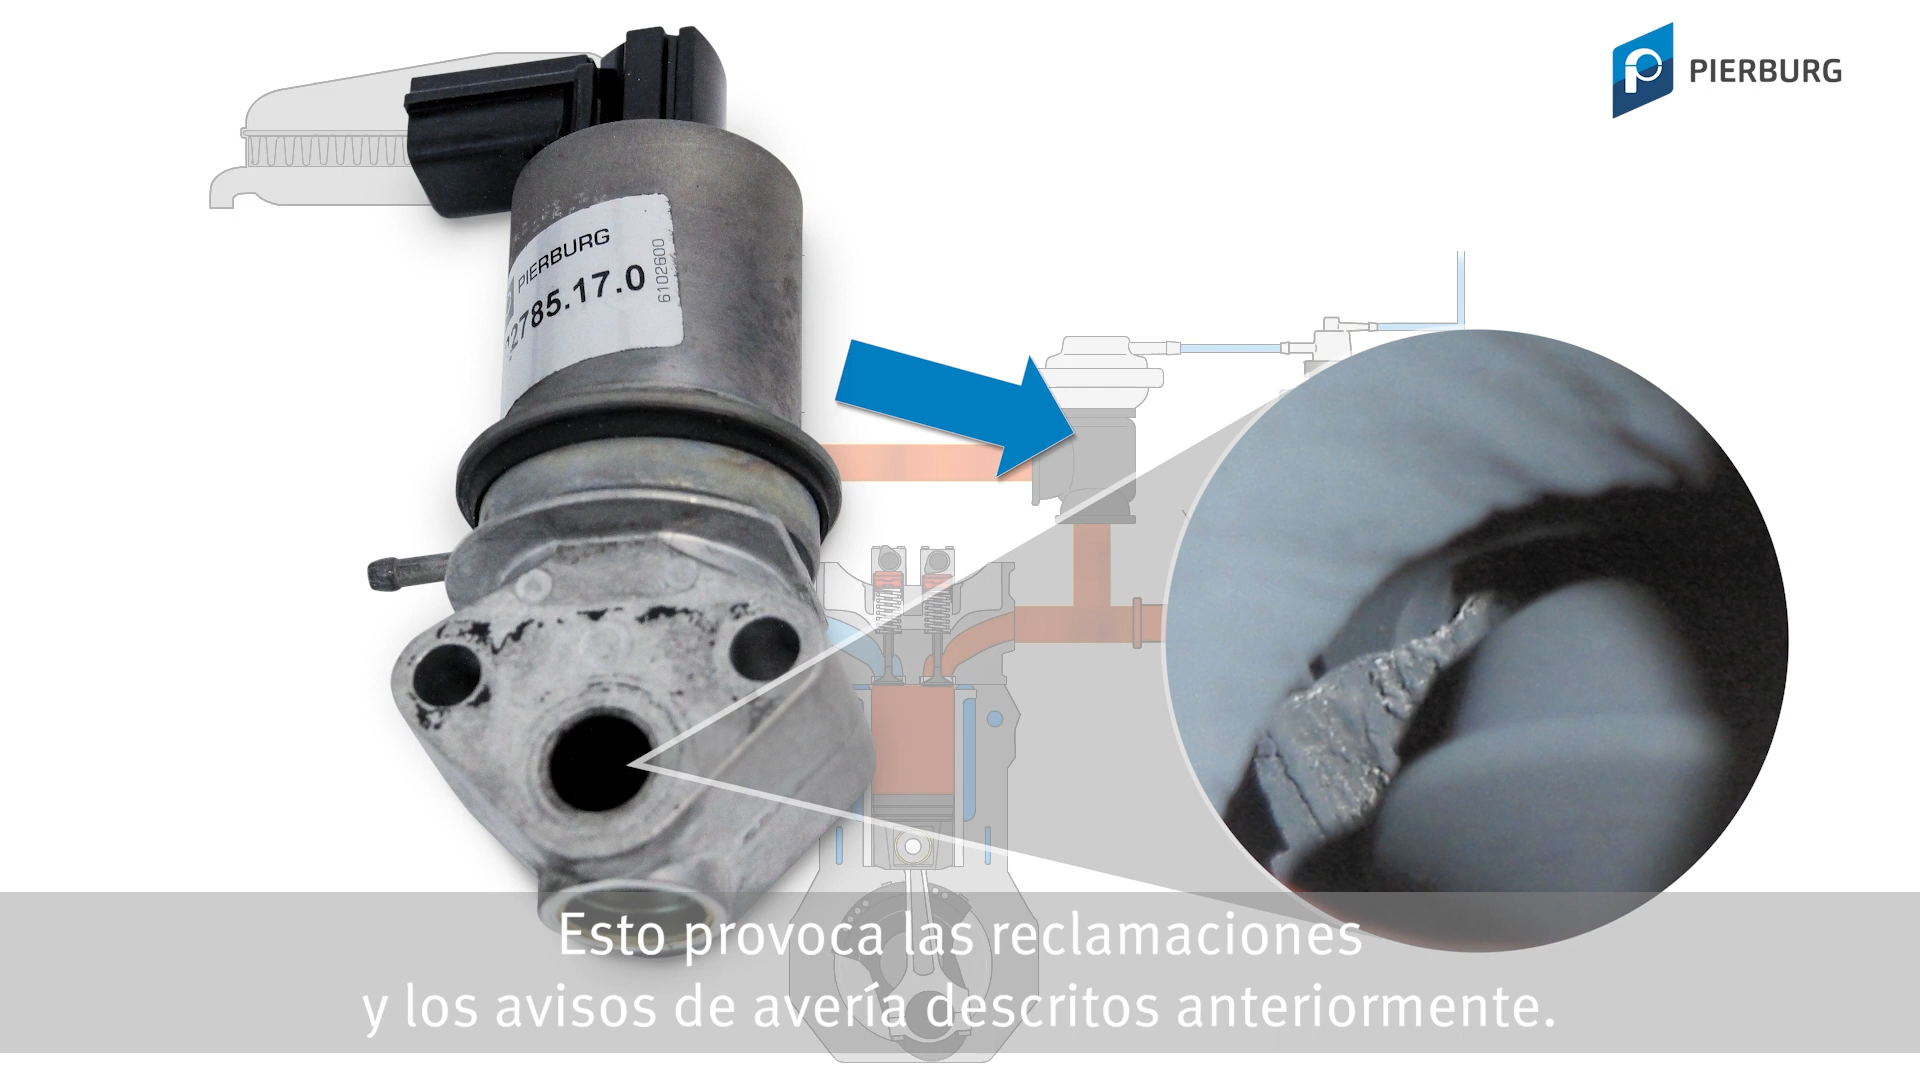 PIERBURG
PIERBURG
2785.17.0
6102600
Esto provoca las reclamaciones
y los avisos de avería descritos anteriormente.